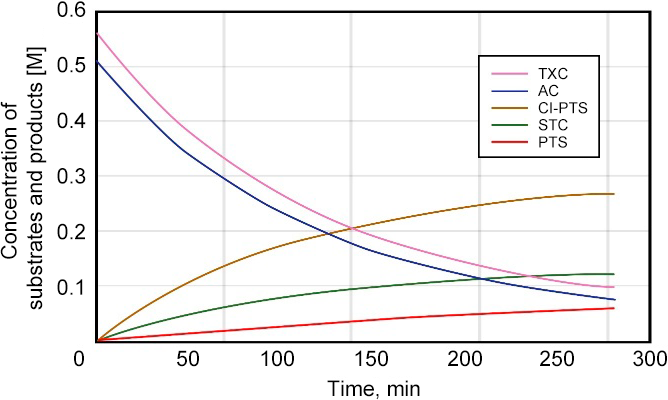 0.6
0.5
0.4
0.3
0.2
0.1
Concentration of
substrates and products [M]
TXC
AC
CI-PTS
STC
PTS
0 50 100 150 200 250 300
Time, min